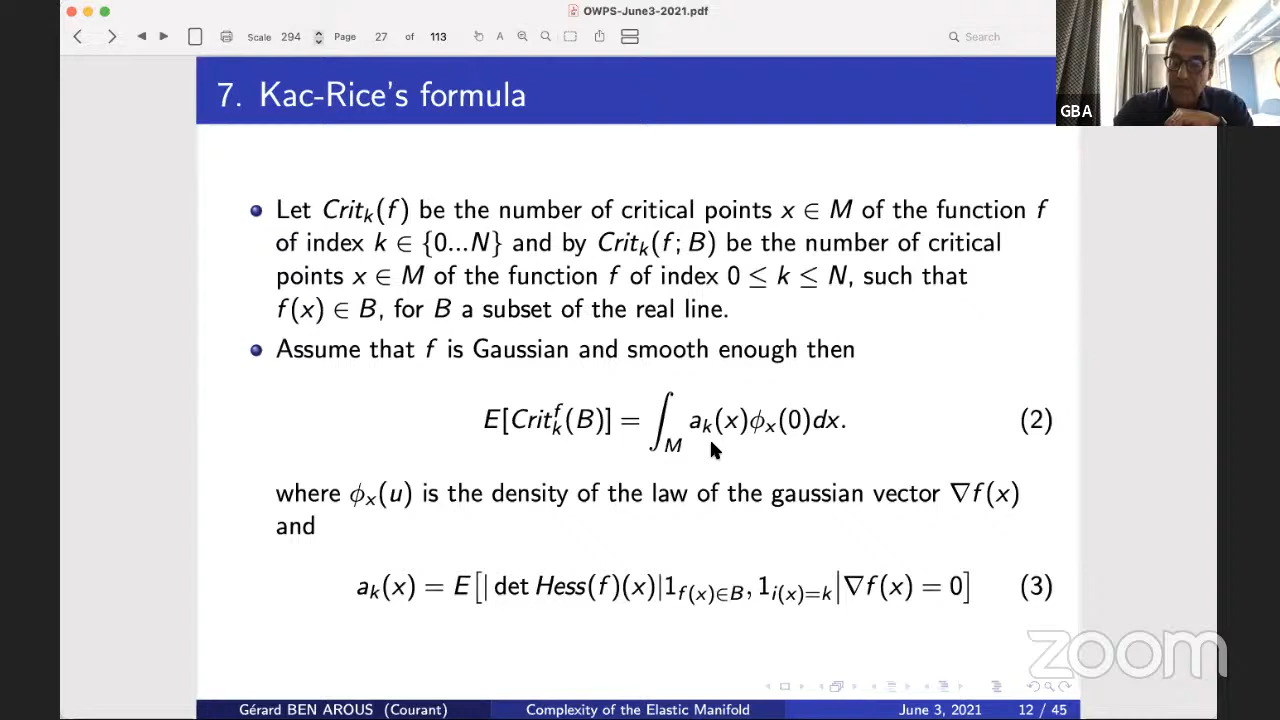 OWPS-June3-2021.pdf
Scale 294 Page 27 of 113 A Search
7. Kac-Rice's formula
GBA
Let Crit_k(f) be the number of critical points x ∈ M of the function f
of index k ∈ {0...N} and by Crit_k(f; B) be the number of critical
points x ∈ M of the function f of index 0 ≤ k ≤ N, such that
f(x) ∈ B, for B a subset of the real line.
Assume that f is Gaussian and smooth enough then
E[Crit_k^f(B)] = ∫_M a_k(x)ϕ_x(0)dx. (2)
where ϕ_x(u) is the density of the law of the gaussian vector ∇f(x)
and
a_k(x) = E[|det Hess(f)(x)|1_{f(x)∈B}, 1_{i(x)=k}|∇f(x) = 0] (3)
zoom
Gérard BEN AROUS (Courant) Complexity of the Elastic Manifold June 3, 2021 12 / 45